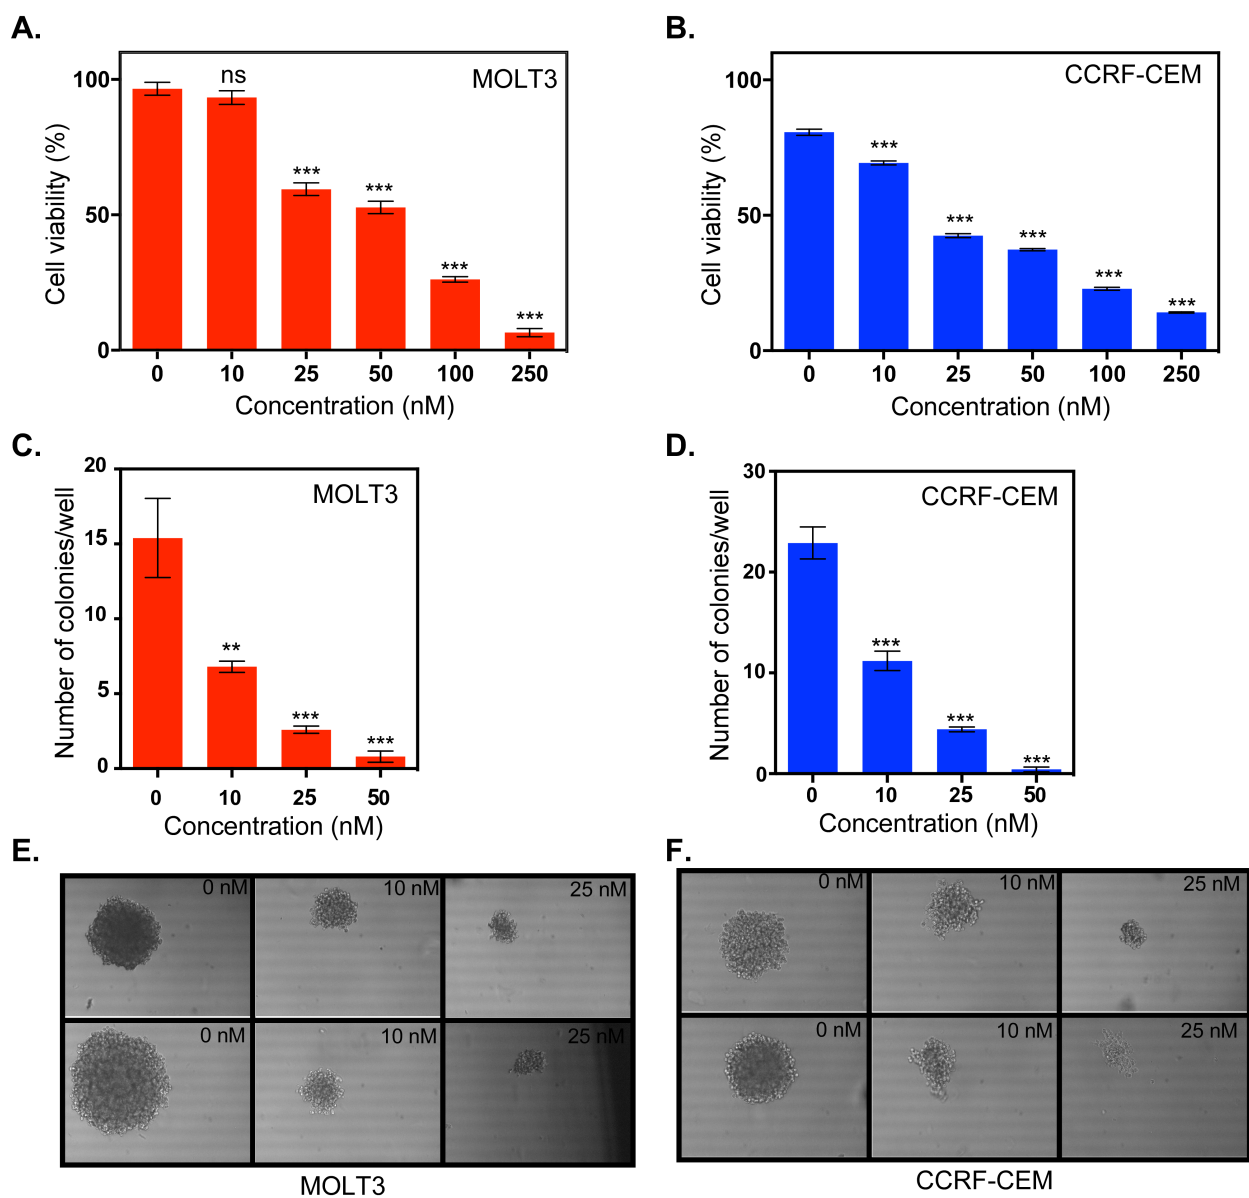 A.
MOLT3
Cell viability (%)
100
50
0
ns
***
***
***
***
0 10 25 50 100 250
Concentration (nM)
B.
CCRF-CEM
Cell viability (%)
100
50
0
***
***
***
***
***
0 10 25 50 100 250
Concentration (nM)
C.
MOLT3
Number of colonies/well
20
15
10
5
0
**
***
***
0 10 25 50
Concentration (nM)
D.
CCRF-CEM
Number of colonies/well
30
20
10
0
***
***
***
0 10 25 50
Concentration (nM)
E.
0 nM 10 nM 25 nM
0 nM 10 nM 25 nM
MOLT3
F.
0 nM 10 nM 25 nM
0 nM 10 nM 25 nM
CCRF-CEM